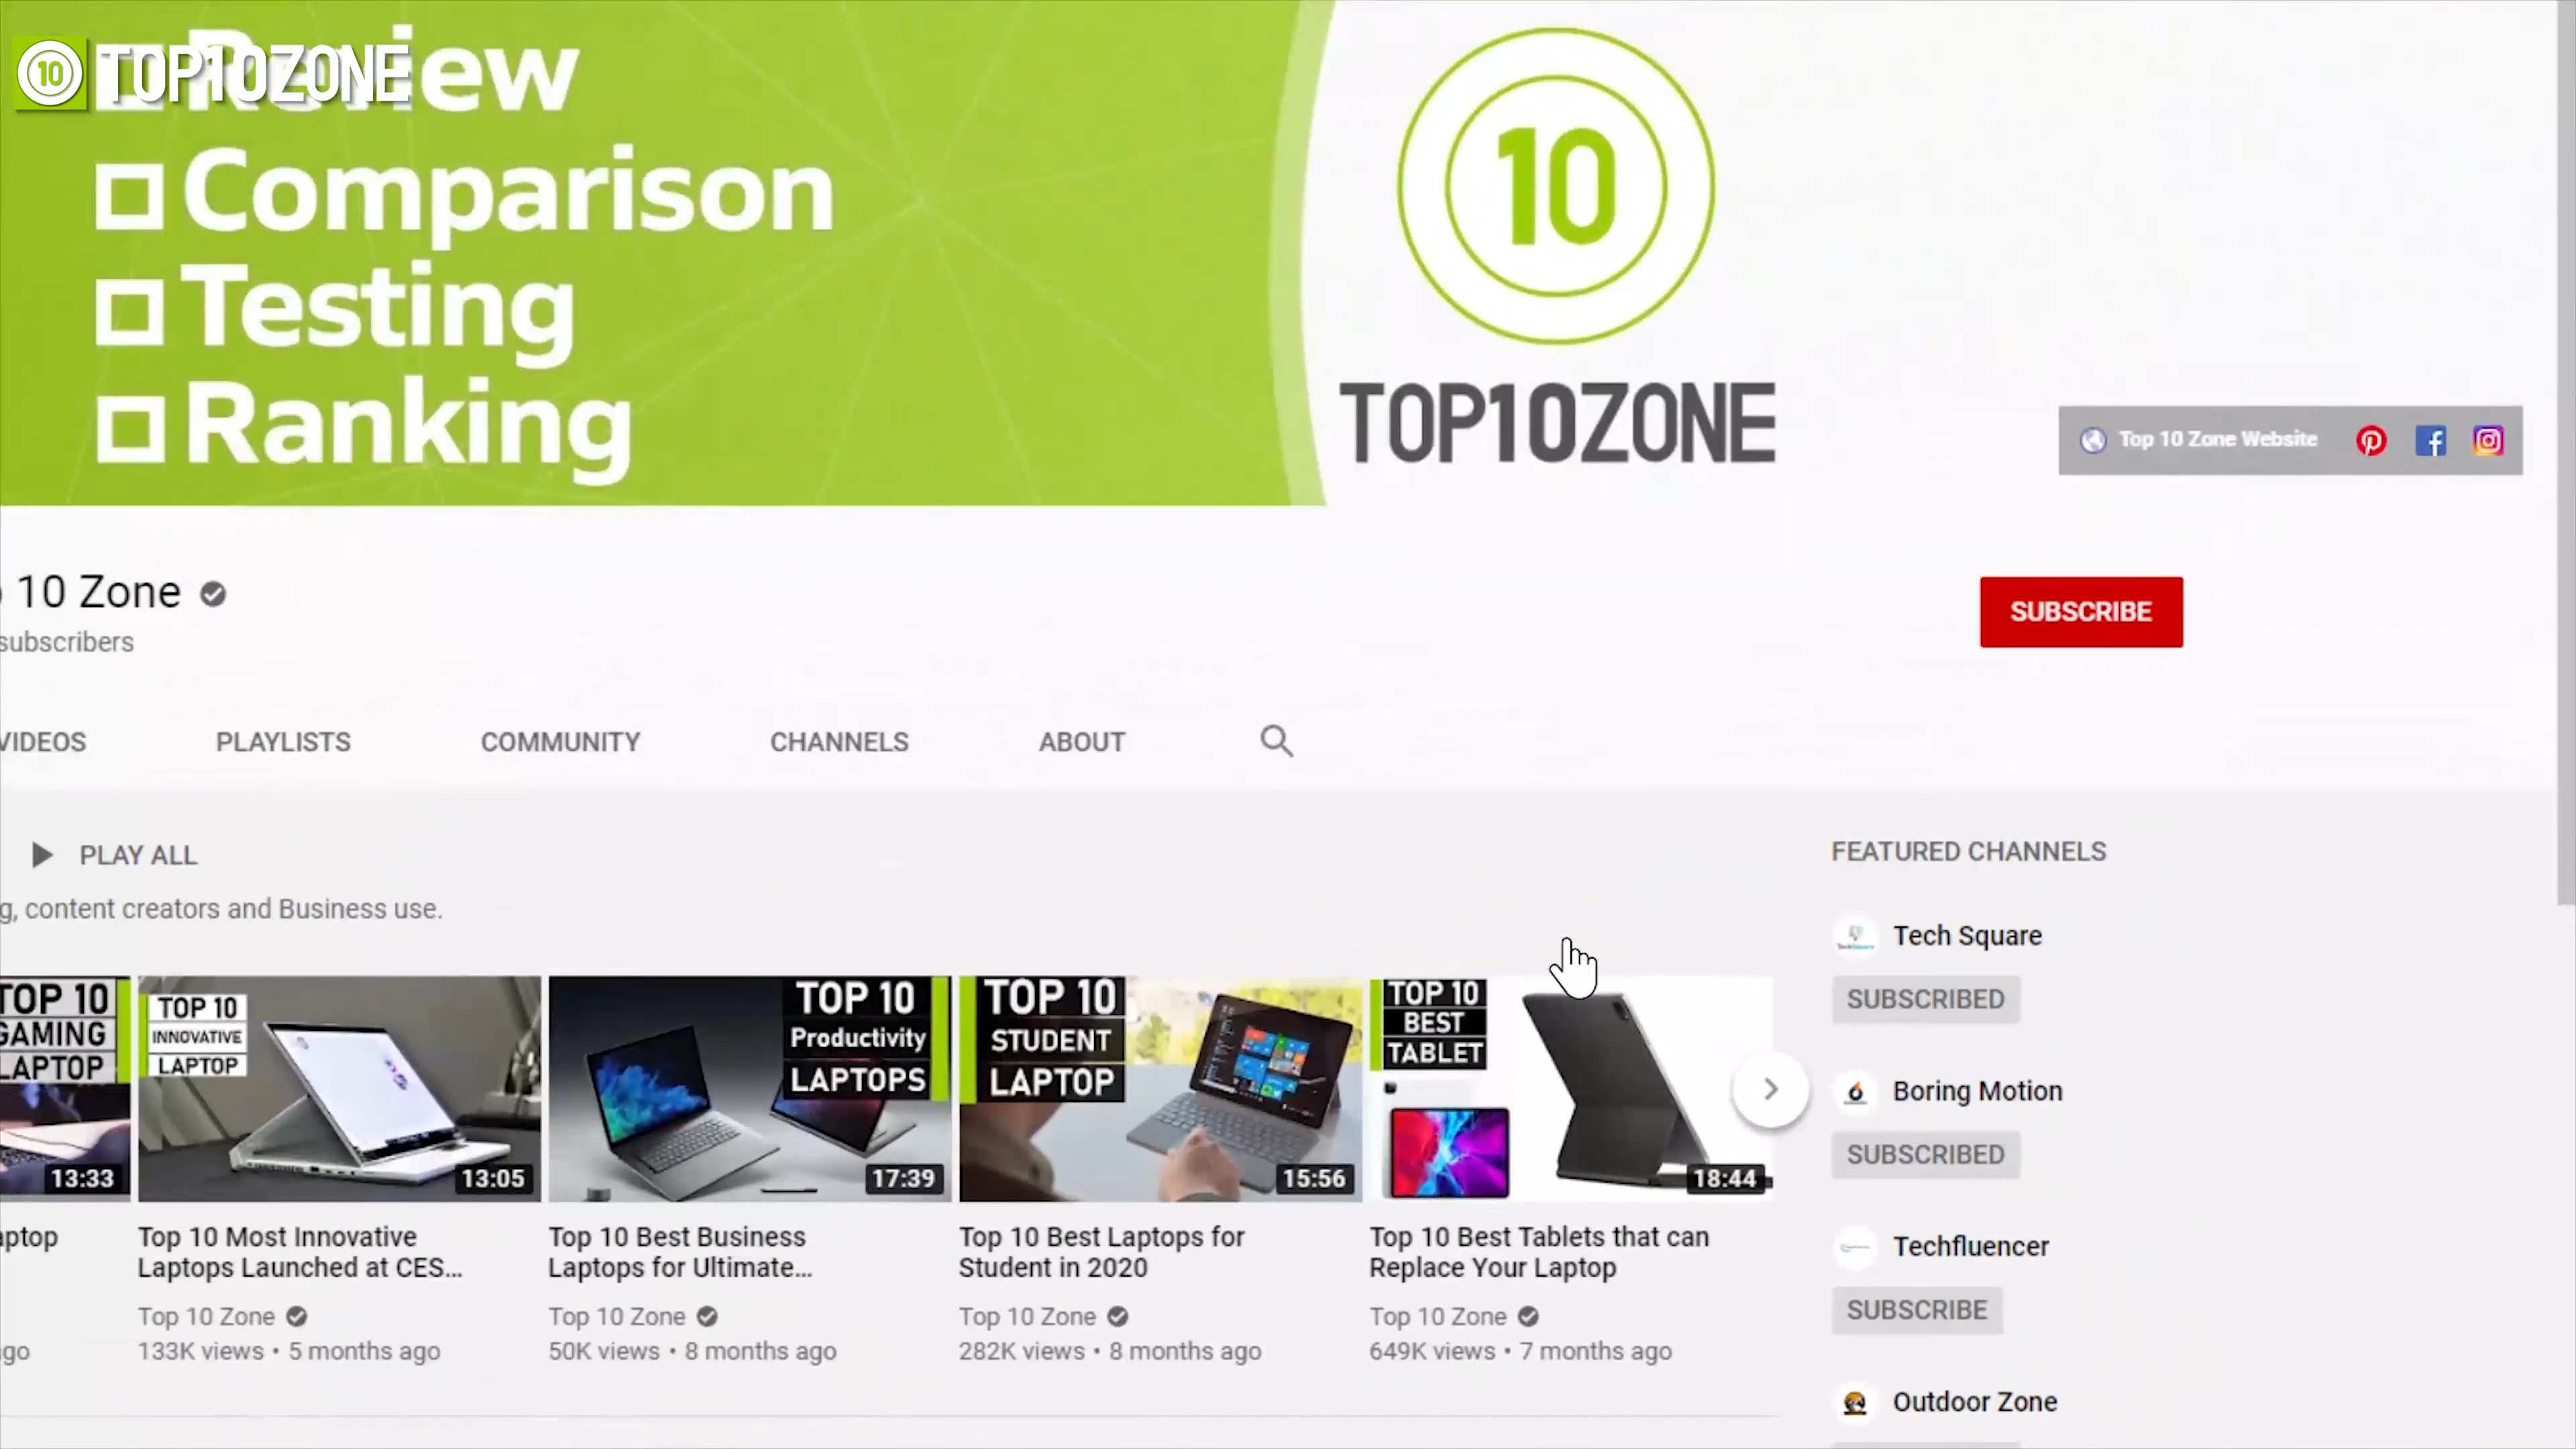 TOP10ZONE
Review
Comparison
Testing
Ranking
10
TOP10ZONE
Top 10 Zone Website
10 Zone
subscribers
SUBSCRIBE
VIDEOS
PLAYLISTS
COMMUNITY
CHANNELS
ABOUT
PLAY ALL
g, content creators and Business use.
TOP 10
GAMING
LAPTOP
13:33
TOP 10
INNOVATIVE
LAPTOP
13:05
TOP 10
Productivity
LAPTOPS
17:39
TOP 10
STUDENT
LAPTOP
15:56
TOP 10
BEST
TABLET
18:44
aptop
go
Top 10 Most Innovative
Laptops Launched at CES...
Top 10 Zone
133K views • 5 months ago
Top 10 Best Business
Laptops for Ultimate...
Top 10 Zone
50K views • 8 months ago
Top 10 Best Laptops for
Student in 2020
Top 10 Zone
282K views • 8 months ago
Top 10 Best Tablets that can
Replace Your Laptop
Top 10 Zone
649K views • 7 months ago
FEATURED CHANNELS
Tech Square
SUBSCRIBED
Boring Motion
SUBSCRIBED
Techfluencer
SUBSCRIBE
Outdoor Zone